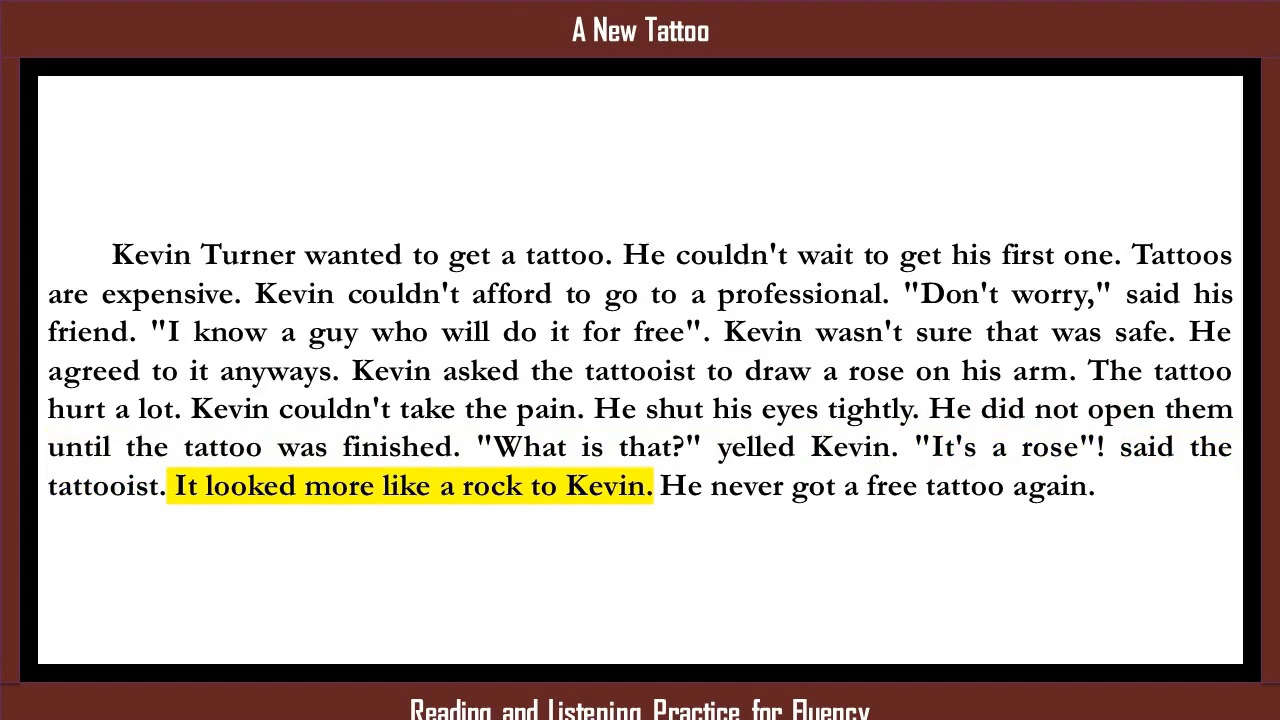 A New Tattoo
Kevin Turner wanted to get a tattoo. He couldn't wait to get his first one. Tattoos
are expensive. Kevin couldn't afford to go to a professional. "Don't worry," said his
friend. "I know a guy who will do it for free". Kevin wasn't sure that was safe. He
agreed to it anyways. Kevin asked the tattooist to draw a rose on his arm. The tattoo
hurt a lot. Kevin couldn't take the pain. He shut his eyes tightly. He did not open them
until the tattoo was finished. "What is that?" yelled Kevin. "It's a rose"! said the
tattooist. It looked more like a rock to Kevin. He never got a free tattoo again.
Reading and Listening Practice for Fluency